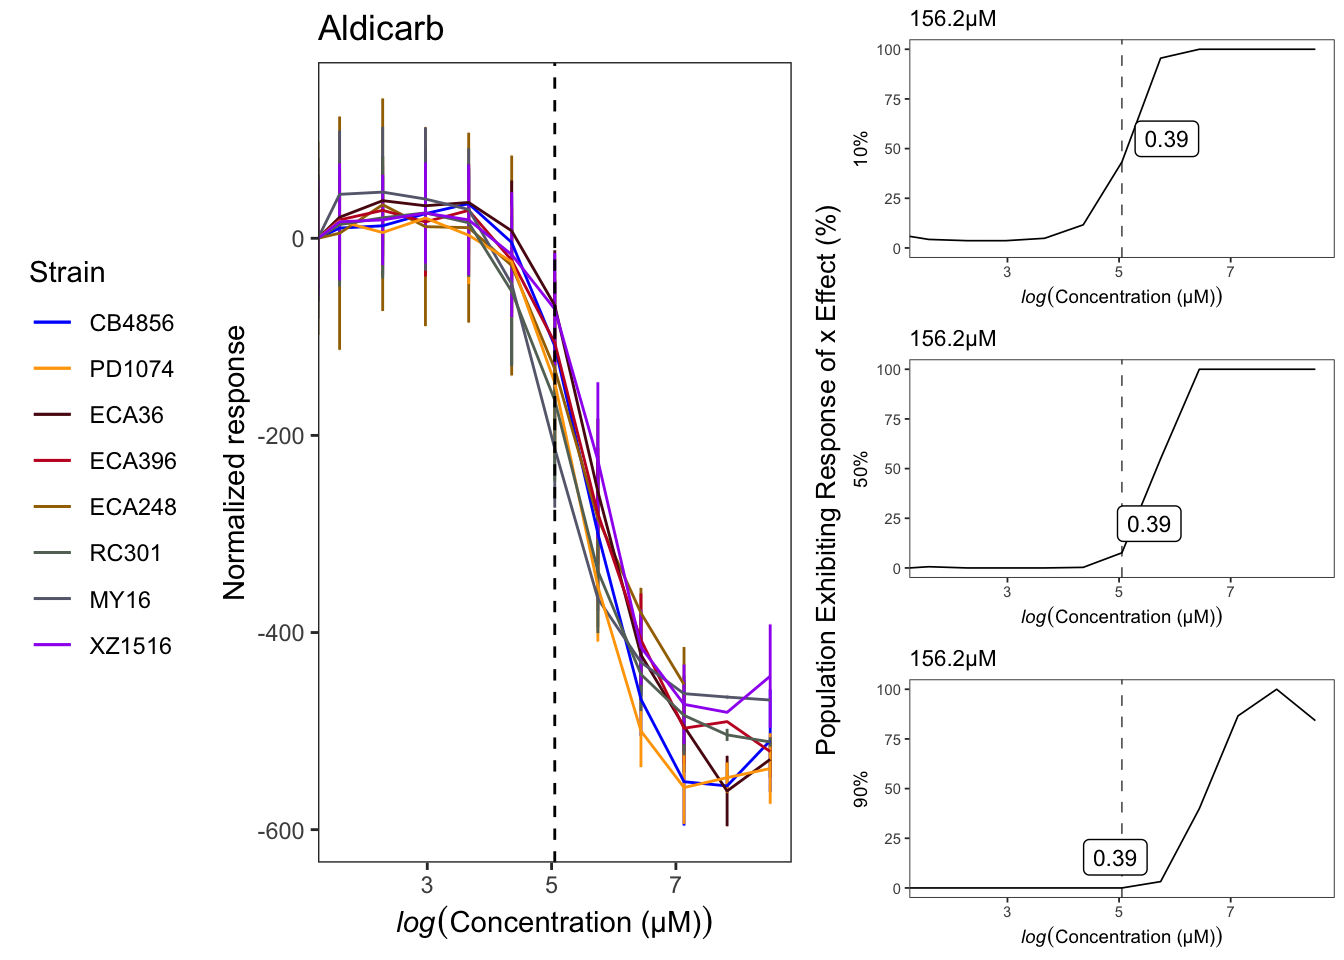 Aldicarb
Strain
CB4856
PD1074
ECA36
ECA396
ECA248
RC301
MY16
XZ1516
Normalized response
0
-200
-400
-600
3 5 7
log(Concentration (µM))
Population Exhibiting Response of x Effect (%)
156.2µM
10%
100
75
50
25
0
0.39
3 5 7
log(Concentration (µM))
156.2µM
50%
100
75
50
25
0
0.39
3 5 7
log(Concentration (µM))
156.2µM
90%
100
75
50
25
0
0.39
3 5 7
log(Concentration (µM))